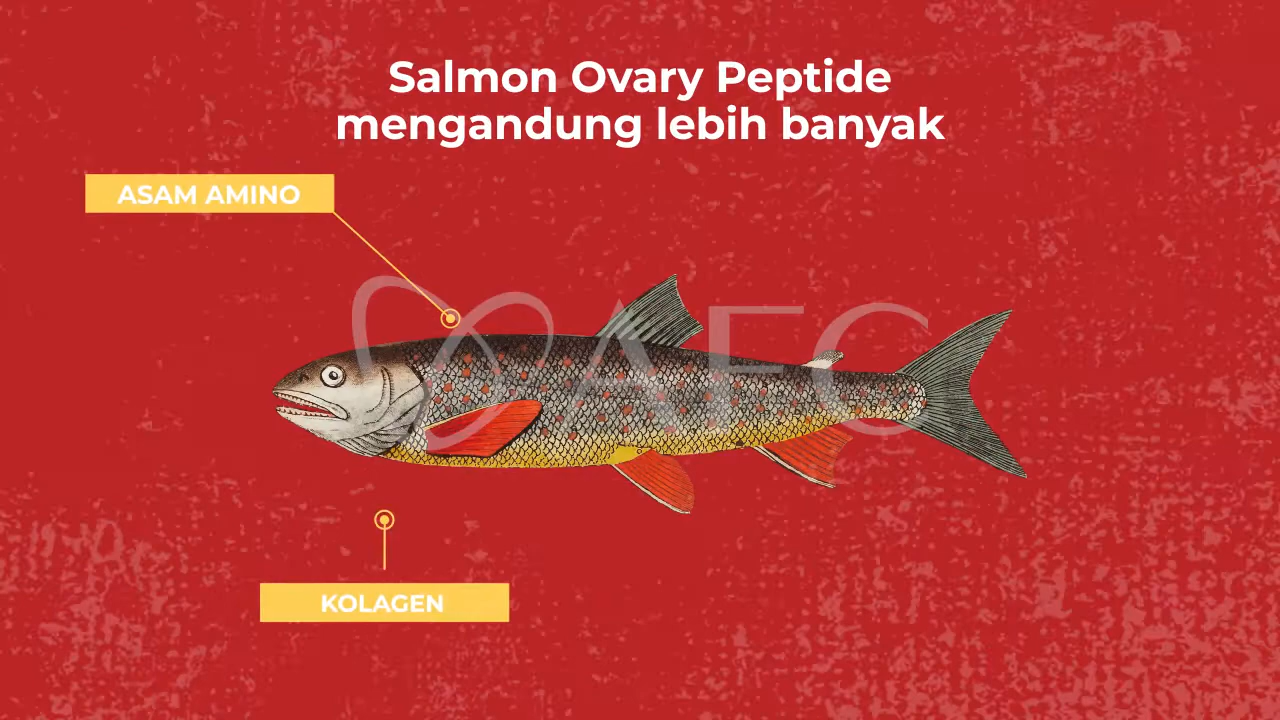 Salmon Ovary Peptide
mengandung lebih banyak
ASAM AMINO
AFC
KOLAGEN